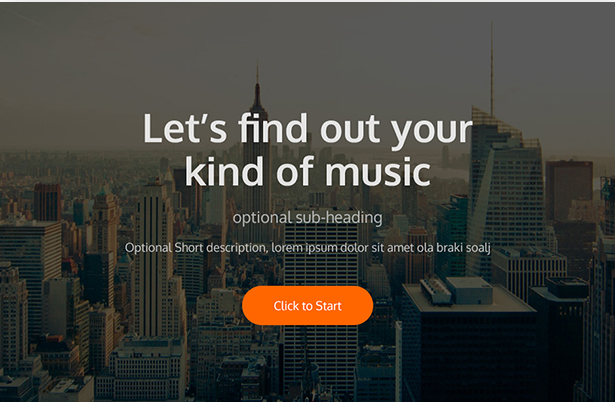 Let's find out your
kind of music
optional sub-heading
Optional Short description, lorem ipsum dolor sit amet ola braki soalj
Click to Start